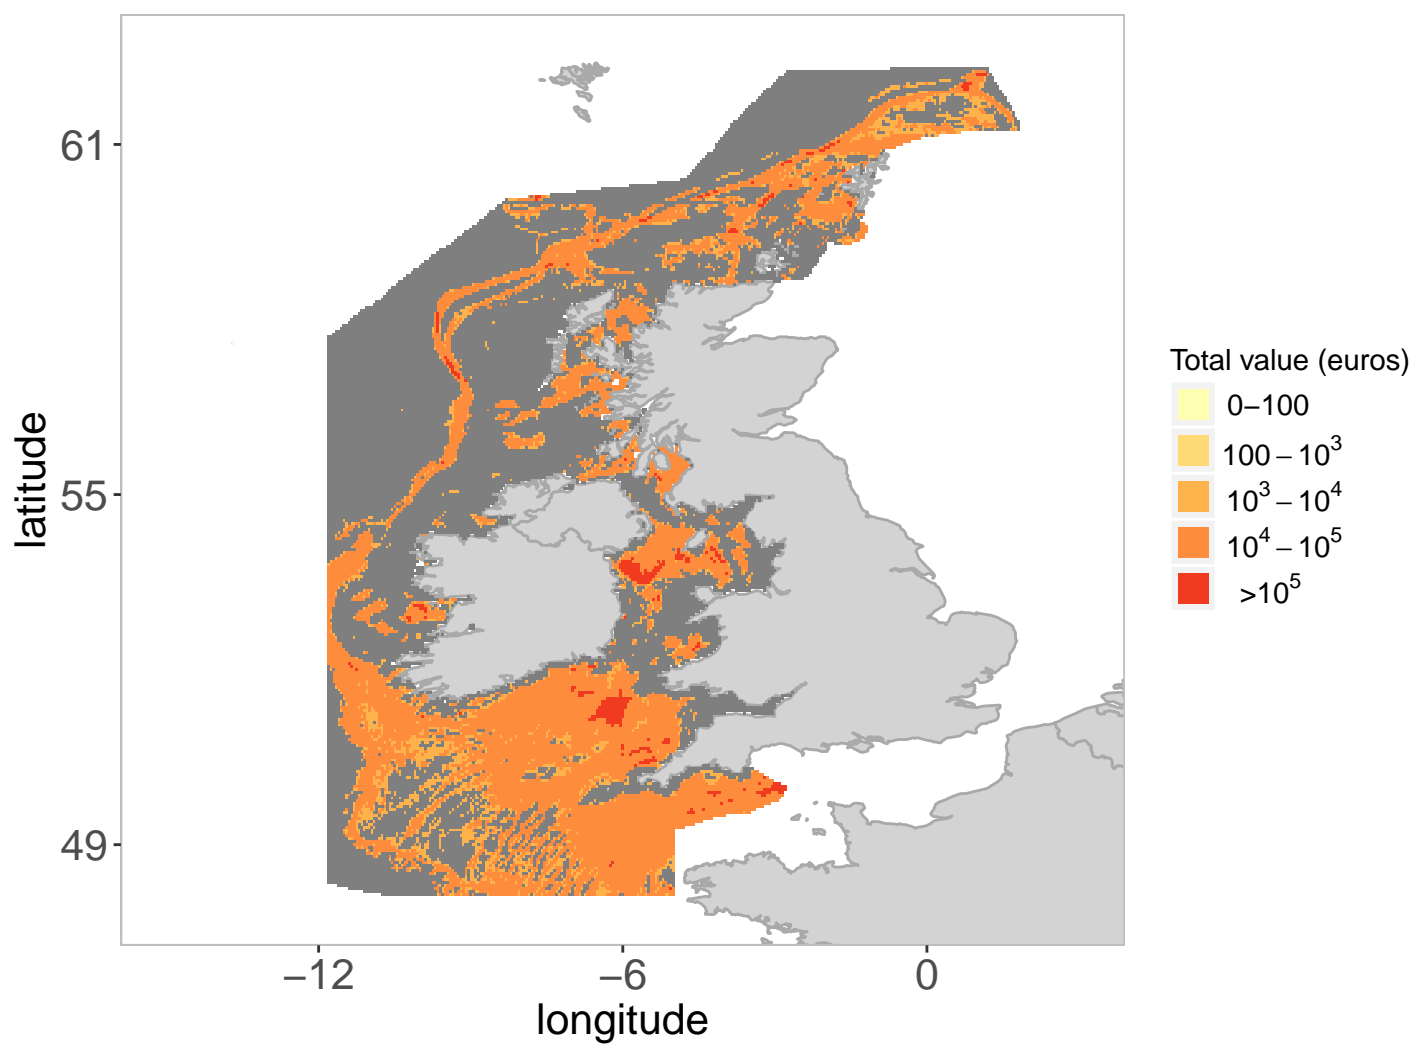 61
55
49
latitude
−12
−6
0
longitude
Total value (euros)
0−100
100 − 10³
10³ − 10⁴
10⁴ − 10⁵
>10⁵